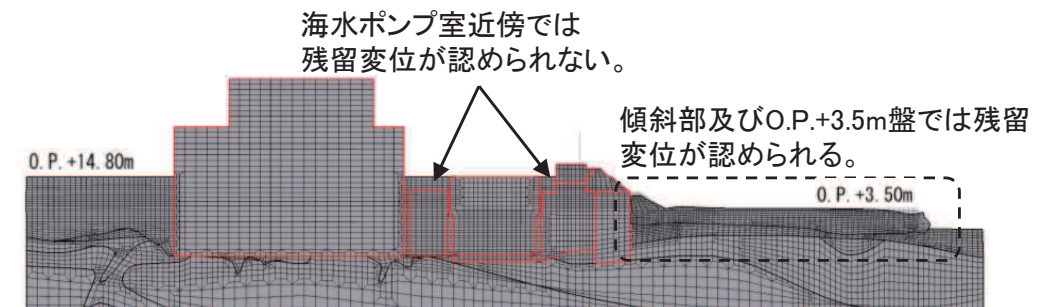 海水ポンプ室近傍では
残留変位が認められない。
傾斜部及びO.P.+3.5m盤では残留
変位が認められる。
O. P. +14. 80m
O. P. +3. 50m